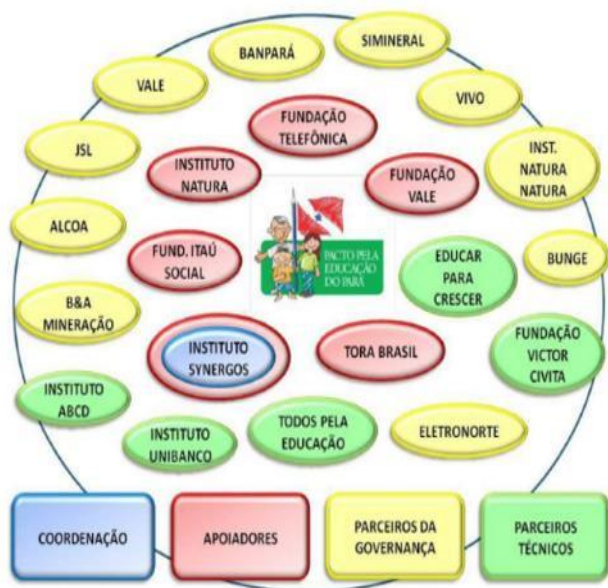 SIMINERAL
BANPARÁ
VALE
VIVO
FUNDAÇÃO
TELEFÔNICA
JSL
INSTITUTO
NATURA
FUNDAÇÃO
VALE
INST.
NATURA
NATURA
ALCOA
FUND. ITAÚ
SOCIAL
PACTO PELA
EDUCAÇÃO
DO PARÁ
EDUCAR
PARA
CRESCER
BUNGE
B&A
MINERAÇÃO
INSTITUTO
SYNERGOS
TORA BRASIL
FUNDAÇÃO
VICTOR
CIVITA
INSTITUTO
ABCD
INSTITUTO
UNIBANCO
TODOS PELA
EDUCAÇÃO
ELETRONORTE
COORDENAÇÃO
APOIADORES
PARCEIROS DA
GOVERNANÇA
PARCEIROS
TÉCNICOS